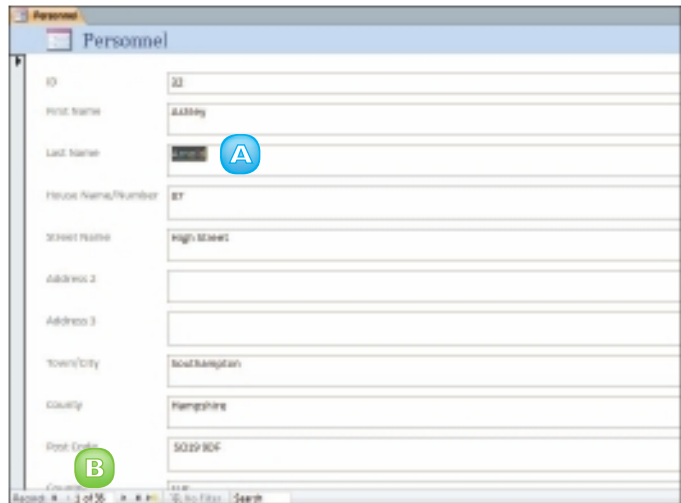 Personnel
Personnel
ID 32
First Name Ashley
Last Name
A
House Name/Number 87
Street Name High Street
Address 2
Address 3
Town/City Southampton
County Hampshire
Post Code SO19 9DF
B
Record: 1 of 35 No Filter Search